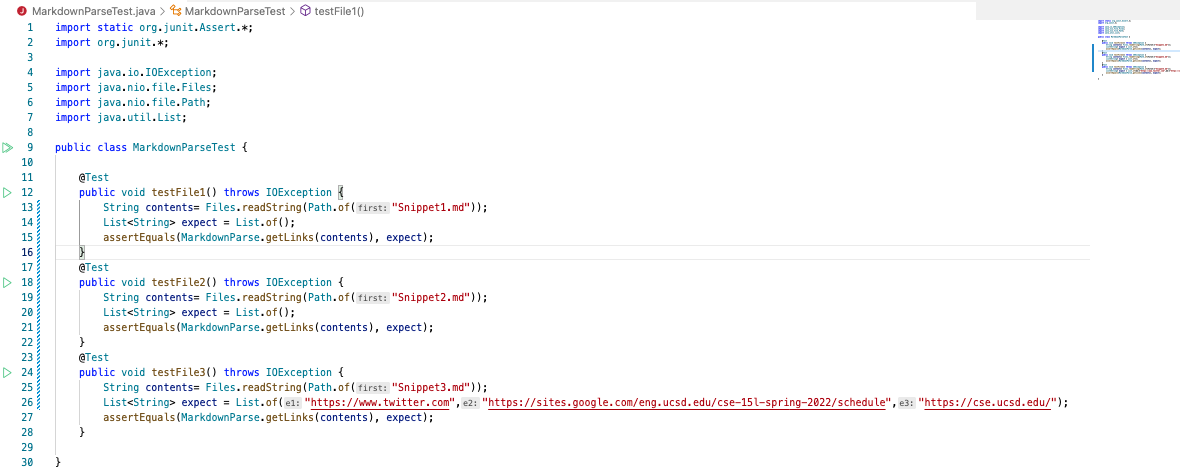 MarkdownParseTest.java > MarkdownParseTest > testFile1()
1 import static org.junit.Assert.*;
2 import org.junit.*;
3
4 import java.io.IOException;
5 import java.nio.file.Files;
6 import java.nio.file.Path;
7 import java.util.List;
8
9 public class MarkdownParseTest {
10
11 @Test
12 public void testFile1() throws IOException {
13 String contents= Files.readString(Path.of(first: "Snippet1.md"));
14 List<String> expect = List.of();
15 assertEquals(MarkdownParse.getLinks(contents), expect);
16 }
17 @Test
18 public void testFile2() throws IOException {
19 String contents= Files.readString(Path.of(first: "Snippet2.md"));
20 List<String> expect = List.of();
21 assertEquals(MarkdownParse.getLinks(contents), expect);
22 }
23 @Test
24 public void testFile3() throws IOException {
25 String contents= Files.readString(Path.of(first: "Snippet3.md"));
26 List<String> expect = List.of(e1: "https://www.twitter.com",e2: "https://sites.google.com/eng.ucsd.edu/cse-15l-spring-2022/schedule",e3: "https://cse.ucsd.edu/");
27 assertEquals(MarkdownParse.getLinks(contents), expect);
28 }
29
30 }